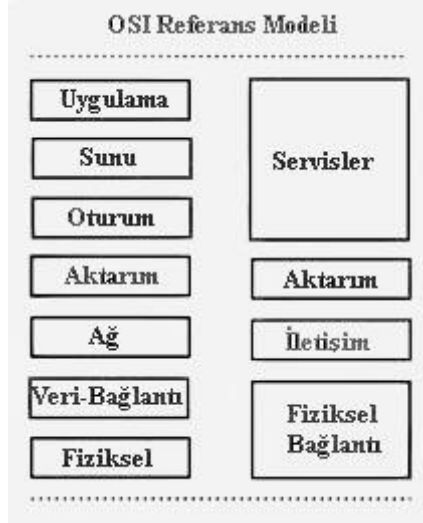 OSI Referans Modeli
Uygulama
Sunu
Oturum
Aktarım
Ağ
Veri-Bağlantı
Fiziksel
Servisler
Aktarım
İletişim
Fiziksel
Bağlantı